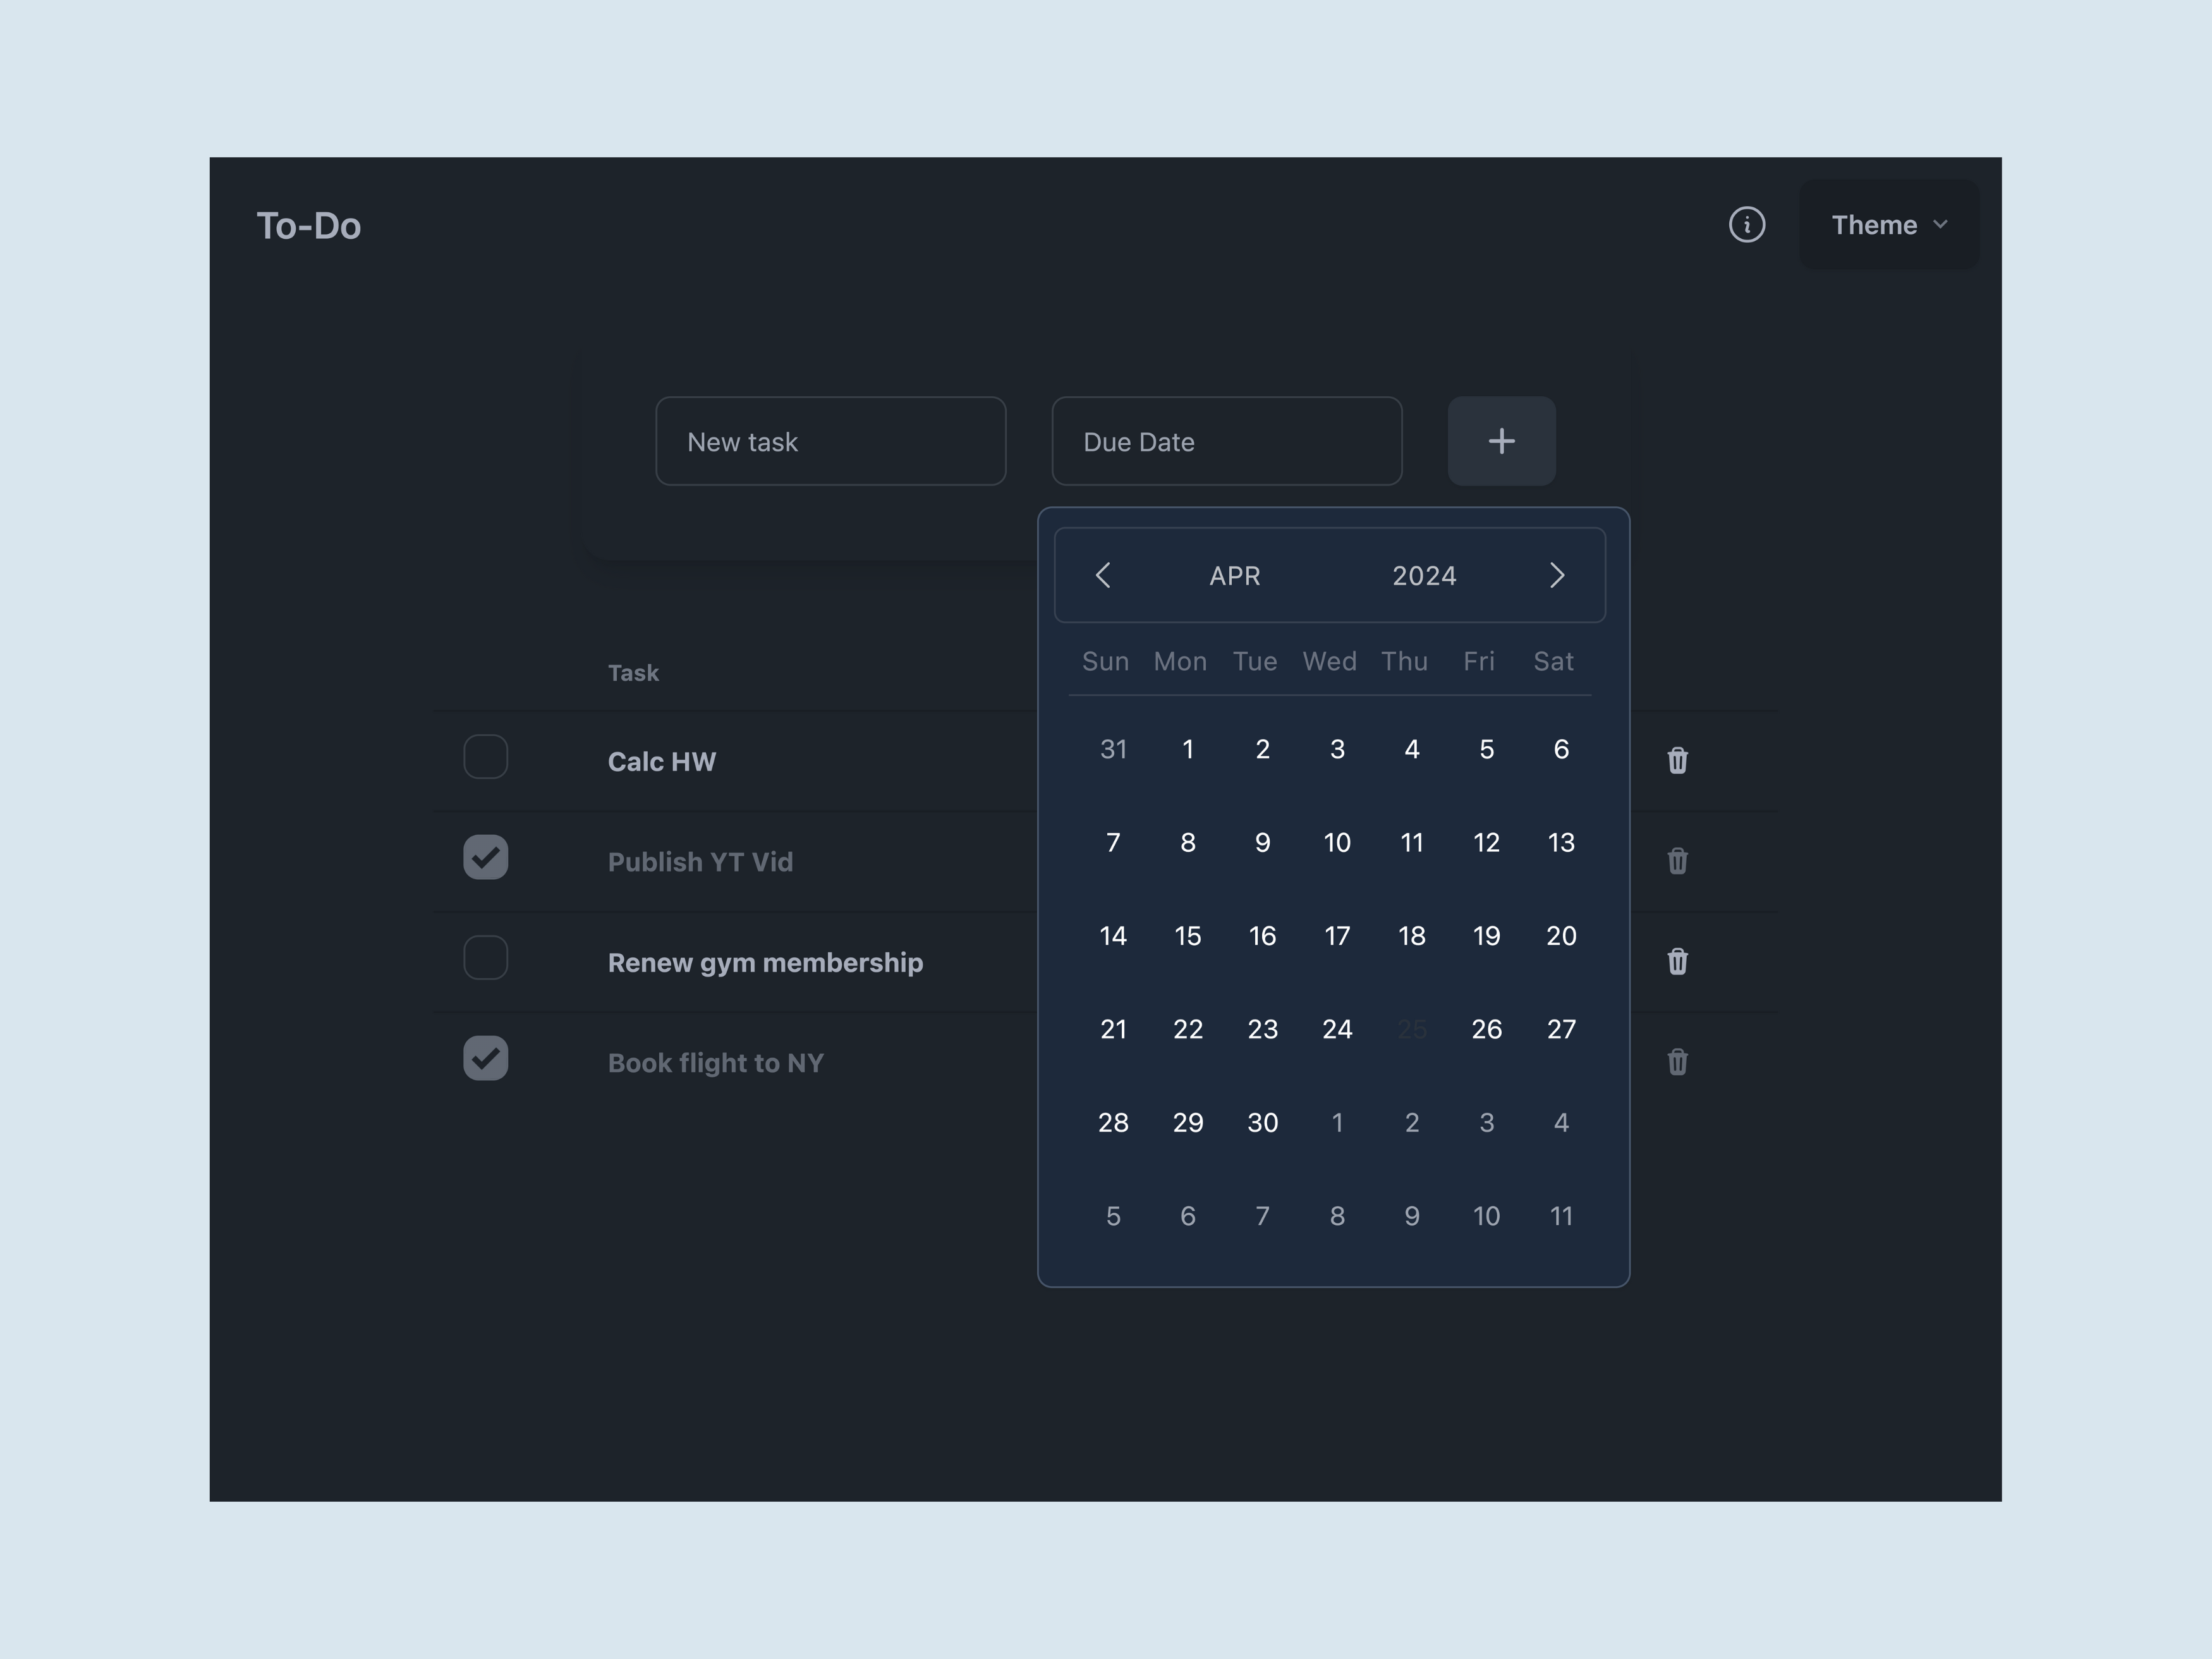 To-Do
Theme
New task
Due Date
APR 2024
Sun Mon Tue Wed Thu Fri Sat
31 1 2 3 4 5 6
7 8 9 10 11 12 13
14 15 16 17 18 19 20
21 22 23 24 25 26 27
28 29 30 1 2 3 4
5 6 7 8 9 10 11
Task
Calc HW
Publish YT Vid
Renew gym membership
Book flight to NY